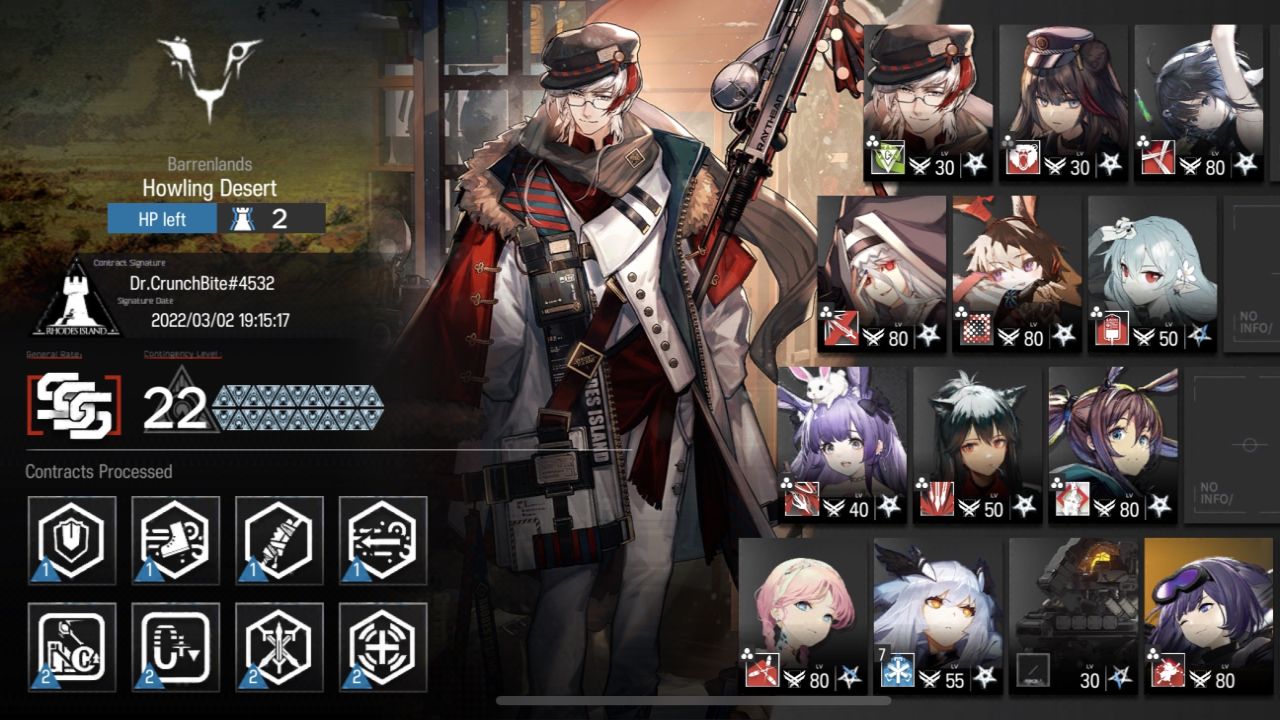 Barrenlands
Howling Desert
HP left 2
Contract Signature
Dr.CrunchBite#4532
Signature Date
2022/03/02 19:15:17
RHODES ISLAND
General Rate:
Contingency Level:
SSS
22
Contracts Processed
1 1 1 1
2 2 2 2
RAYTHEAN
RHODES ISLAND
LV 30 LV 30 LV 80
LV 80 LV 80 LV 50
NO INFO/
LV 40 LV 50 LV 80
NO INFO/
LV 80 7 LV 55 LV 30 LV 80